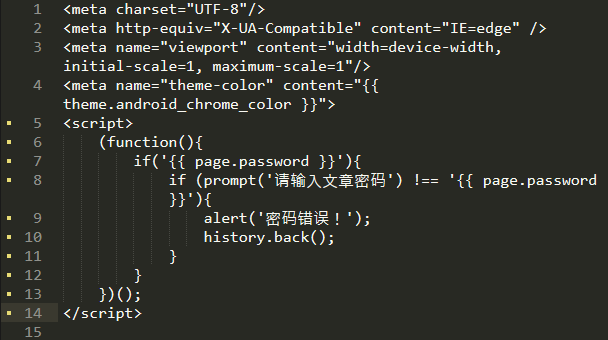 1 <meta charset="UTF-8"/>
2 <meta http-equiv="X-UA-Compatible" content="IE=edge" />
3 <meta name="viewport" content="width=device-width,
initial-scale=1, maximum-scale=1"/>
4 <meta name="theme-color" content="{{
theme.android_chrome_color }}">
5 <script>
6 (function(){
7 if('{{ page.password }}'){
8 if (prompt('请输入文章密码') !== '{{ page.password
}}'){
9 alert('密码错误！');
10 history.back();
11 }
12 }
13 })();
14 </script>
15